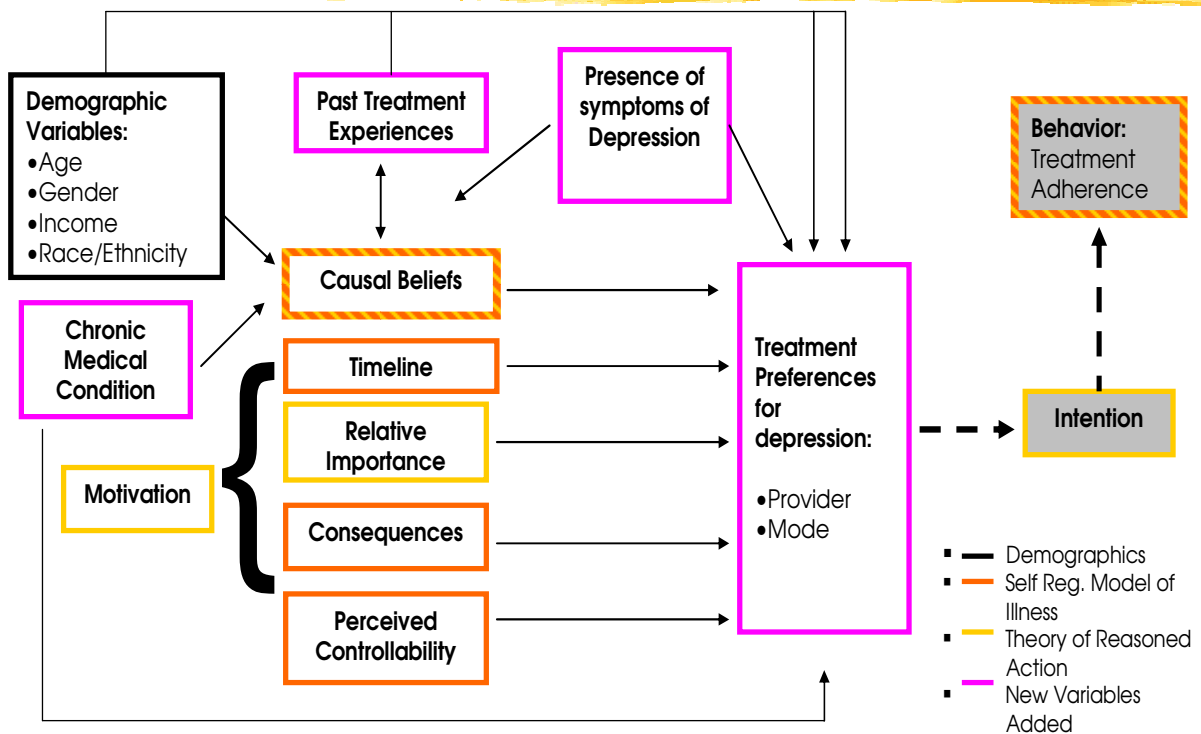 Demographic
Variables:
•Age
•Gender
•Income
•Race/Ethnicity
Past Treatment
Experiences
Presence of
symptoms of
Depression
Behavior:
Treatment
Adherence
Causal Beliefs
Chronic
Medical
Condition
Timeline
Relative
Importance
Motivation
Consequences
Perceived
Controllability
Treatment
Preferences
for
depression:
•Provider
•Mode
Intention
Demographics
Self Reg. Model of
Illness
Theory of Reasoned
Action
New Variables
Added